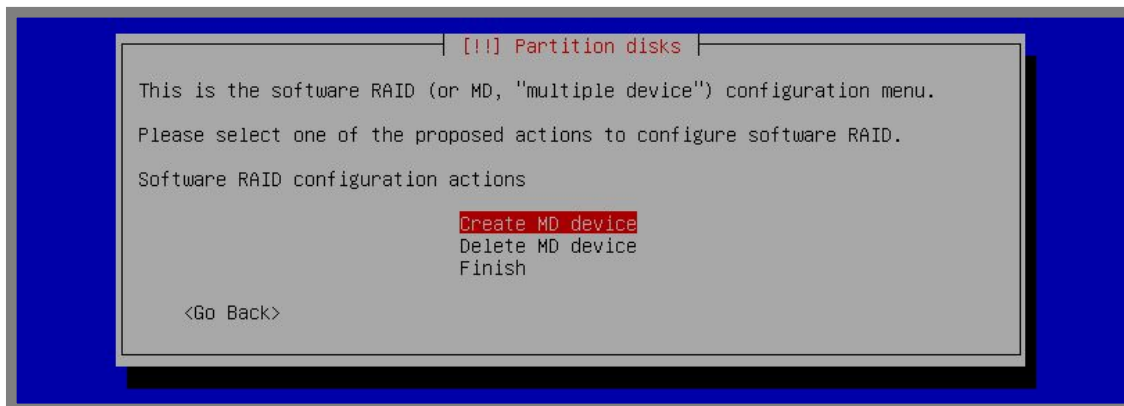 [!!] Partition disks
This is the software RAID (or MD, "multiple device") configuration menu.
Please select one of the proposed actions to configure software RAID.
Software RAID configuration actions
Create MD device
Delete MD device
Finish
<Go Back>